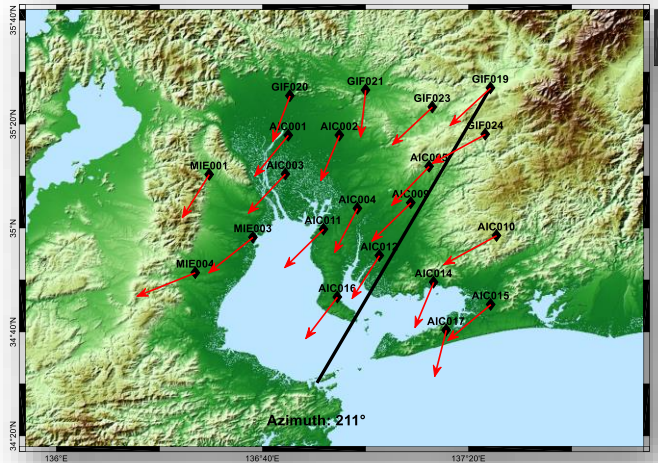 35°40'N
GIF021
GIF019
GIF020
GIF023
35°20'N
AIC001
AIC002
GIF024
MIE001
AIC003
AIC005
AIC009
AIC004
35°N
AIC011
MIE003
AIC010
AIC012
MIE004
AIC014
AIC016
AIC015
AIC017
34°40'N
Azimuth: 211°
34°20'N
136°E
136°40'E
137°20'E